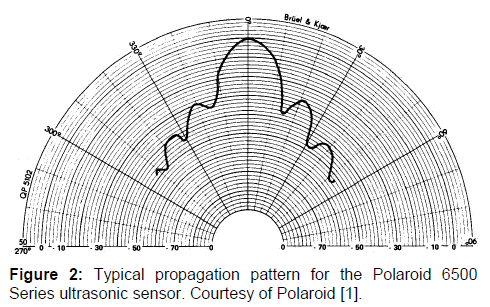 0
Brüel & Kjær
330°
30°
300°
60°
QP 5102
50 0 -10 -30 -50 -70 0 0 -70 -50 -30 -10 0
270° 90°
Figure 2: Typical propagation pattern for the Polaroid 6500
Series ultrasonic sensor. Courtesy of Polaroid [1].